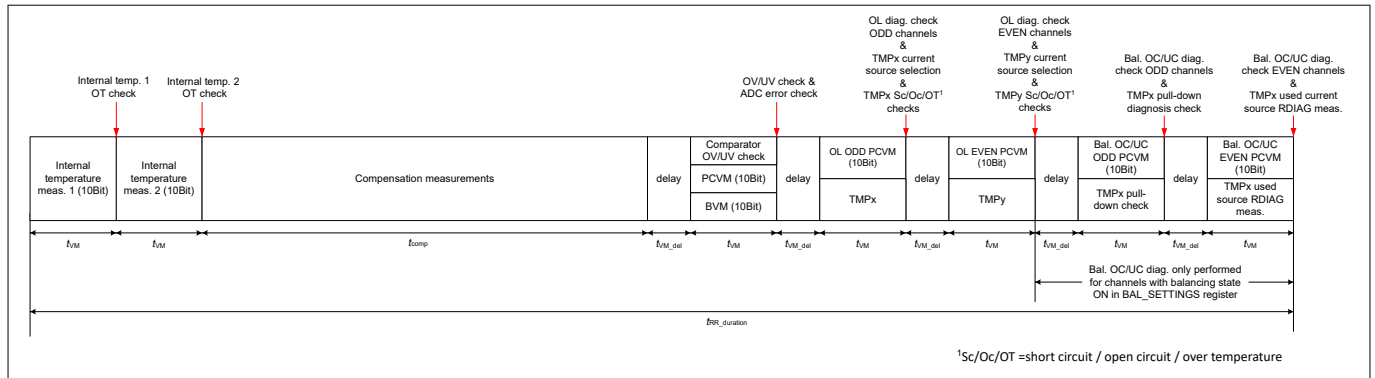 OL diag. check
ODD channels
&
TMPx current
source selection
&
TMPx Sc/Oc/OT¹
checks
OL diag. check
EVEN channels
&
TMPy current
source selection
&
TMPy Sc/Oc/OT¹
checks
Internal temp. 1
OT check
Internal temp. 2
OT check
OV/UV check &
ADC error check
Bal. OC/UC diag.
check ODD channels
&
TMPx pull-down
diagnosis check
Bal. OC/UC diag.
check EVEN channels
&
TMPx used current
source RDIAG meas.
Internal
temperature
meas. 1 (10Bit)
Internal
temperature
meas. 2 (10Bit)
Compensation measurements
delay
Comparator
OV/UV check
PCVM (10Bit)
BVM (10Bit)
delay
OL ODD PCVM
(10Bit)
TMPx
delay
OL EVEN PCVM
(10Bit)
TMPy
delay
Bal. OC/UC
ODD PCVM
(10Bit)
TMPx pull-
down check
delay
Bal. OC/UC
EVEN PCVM
(10Bit)
TMPx used
source RDIAG
meas.
tVM
tVM
tcomp
tVM_del
tVM
tVM_del
tVM
tVM_del
tVM
tVM_del
tVM
tVM_del
tVM
Bal. OC/UC diag. only performed
for channels with balancing state
ON in BAL_SETTINGS register
tRR_duration
¹Sc/Oc/OT =short circuit / open circuit / over temperature